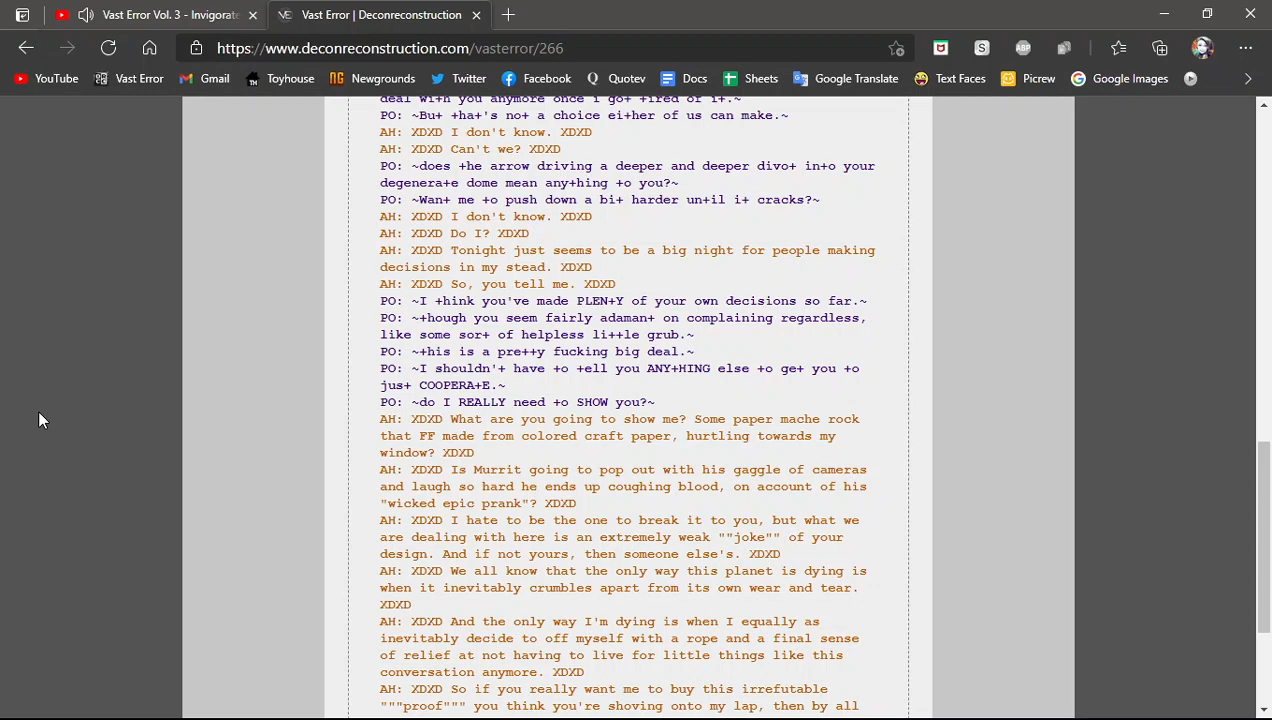 Vast Error Vol. 3 - Invigorate
Vast Error | Deconreconstruction
https://www.deconreconstruction.com/vasterror/266
YouTube
Vast Error
Gmail
Toyhouse
Newgrounds
Twitter
Facebook
Quotev
Docs
Sheets
Google Translate
Text Faces
Picrew
Google Images
deal wi+h you anymore once i go+ +ired of i+.~
PO: ~Bu+ +ha+'s no+ a choice ei+her of us can make.~
AH: XDXD I don't know. XDXD
AH: XDXD Can't we? XDXD
PO: ~does +he arrow driving a deeper and deeper divo+ in+o your
degenera+e dome mean any+hing +o you?~
PO: ~Wan+ me +o push down a bi+ harder un+il i+ cracks?~
AH: XDXD I don't know. XDXD
AH: XDXD Do I? XDXD
AH: XDXD Tonight just seems to be a big night for people making
decisions in my stead. XDXD
AH: XDXD So, you tell me. XDXD
PO: ~I +hink you've made PLEN+Y of your own decisions so far.~
PO: ~+hough you seem fairly adaman+ on complaining regardless,
like some sor+ of helpless li++le grub.~
PO: ~+his is a pre++y fucking big deal.~
PO: ~I shouldn'+ have +o +ell you ANY+HING else +o ge+ you +o
jus+ COOPERA+E.~
PO: ~do I REALLY need +o SHOW you?~
AH: XDXD What are you going to show me? Some paper mache rock
that FF made from colored craft paper, hurtling towards my
window? XDXD
AH: XDXD Is Murrit going to pop out with his gaggle of cameras
and laugh so hard he ends up coughing blood, on account of his
"wicked epic prank"? XDXD
AH: XDXD I hate to be the one to break it to you, but what we
are dealing with here is an extremely weak ""joke"" of your
design. And if not yours, then someone else's. XDXD
AH: XDXD We all know that the only way this planet is dying is
when it inevitably crumbles apart from its own wear and tear.
XDXD
AH: XDXD And the only way I'm dying is when I equally as
inevitably decide to off myself with a rope and a final sense
of relief at not having to live for little things like this
conversation anymore. XDXD
AH: XDXD So if you really want me to buy this irrefutable
"""proof""" you think you're shoving onto my lap, then by all